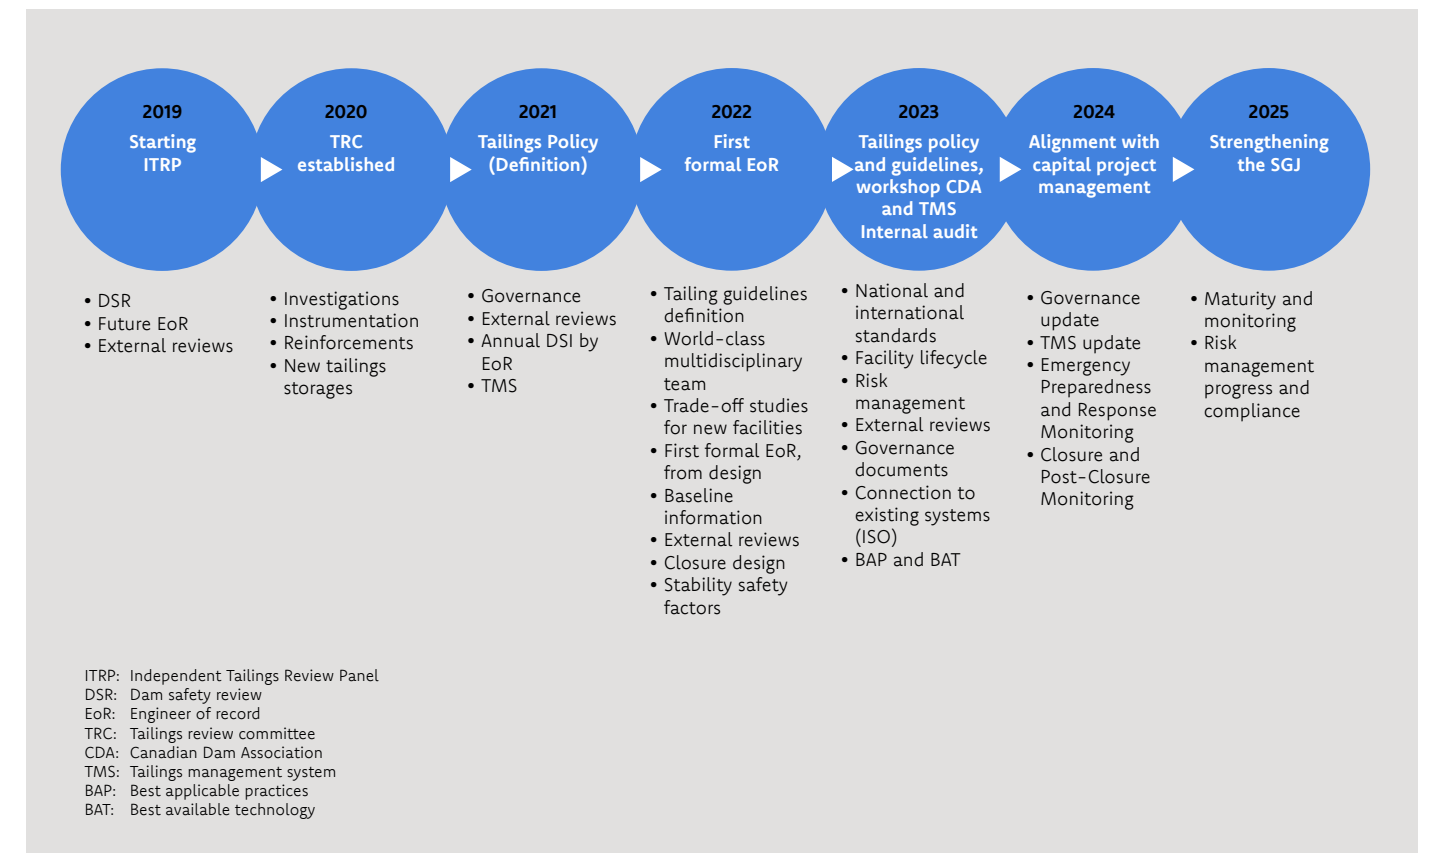 2019
Starting
ITRP
• DSR
• Future EoR
• External reviews
2020
TRC
established
• Investigations
• Instrumentation
• Reinforcements
• New tailings
storages
2021
Tailings Policy
(Definition)
• Governance
• External reviews
• Annual DSI by
EoR
• TMS
2022
First
formal EoR
• Tailing guidelines
definition
• World-class
multidisciplinary
team
• Trade-off studies
for new facilities
• First formal EoR,
from design
• Baseline
information
• External reviews
• Closure design
• Stability safety
factors
2023
Tailings policy
and guidelines,
workshop CDA
and TMS
Internal audit
• National and
international
standards
• Facility lifecycle
• Risk
management
• External reviews
• Governance
documents
• Connection to
existing systems
(ISO)
• BAP and BAT
2024
Alignment with
capital project
management
• Governance
update
• TMS update
• Emergency
Preparedness
and Response
Monitoring
• Closure and
Post-Closure
Monitoring
2025
Strengthening
the SGJ
• Maturity and
monitoring
• Risk
management
progress and
compliance
ITRP: Independent Tailings Review Panel
DSR: Dam safety review
EoR: Engineer of record
TRC: Tailings review committee
CDA: Canadian Dam Association
TMS: Tailings management system
BAP: Best applicable practices
BAT: Best available technology